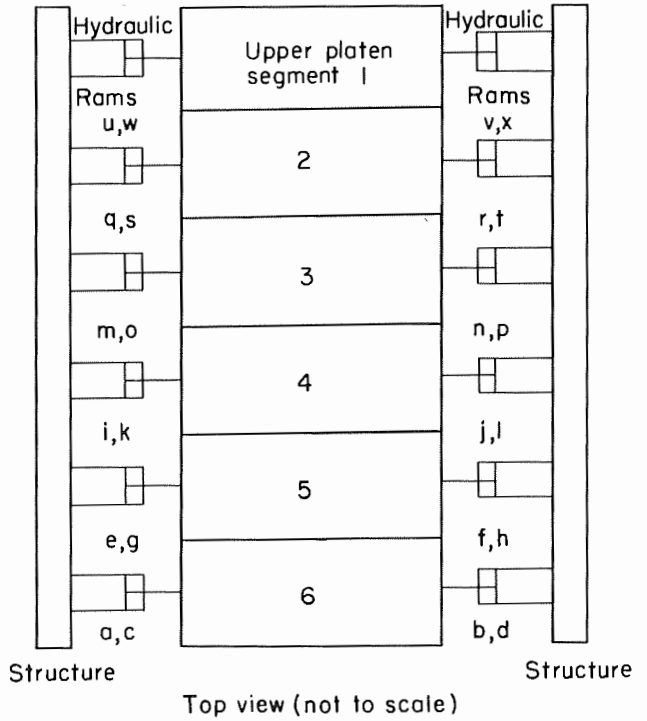 Hydraulic
Hydraulic
Upper platen
segment 1
Rams
Rams
u,w
v,x
2
q,s
r,t
3
m,o
n,p
4
i,k
j,l
5
e,g
f,h
6
a,c
b,d
Structure
Structure
Top view (not to scale)